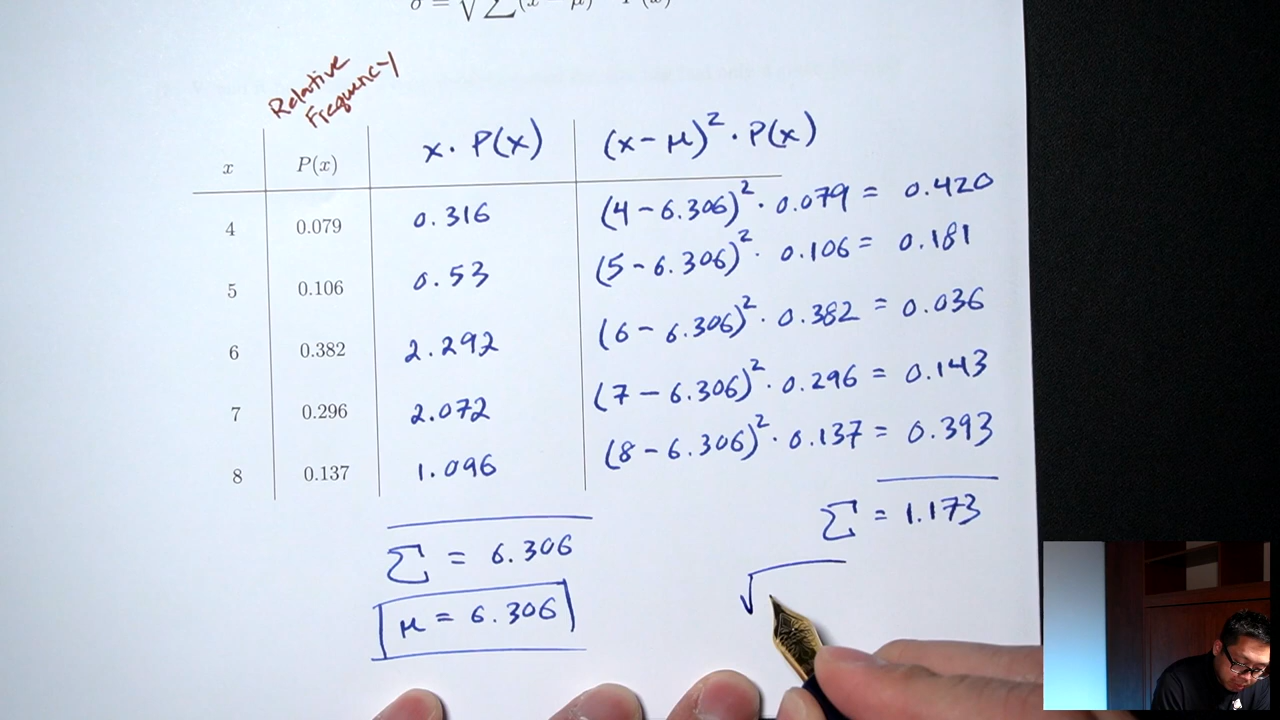 σ = √∑(x − μ)² · P(x)
Relative
Frequency
x P(x) x · P(x) (x − μ)² · P(x)
4 0.079 0.316 (4 − 6.306)² · 0.079 = 0.420
5 0.106 0.53 (5 − 6.306)² · 0.106 = 0.181
6 0.382 2.292 (6 − 6.306)² · 0.382 = 0.036
7 0.296 2.072 (7 − 6.306)² · 0.296 = 0.143
8 0.137 1.096 (8 − 6.306)² · 0.137 = 0.393
∑ = 1.173
∑ = 6.306
μ = 6.306
√